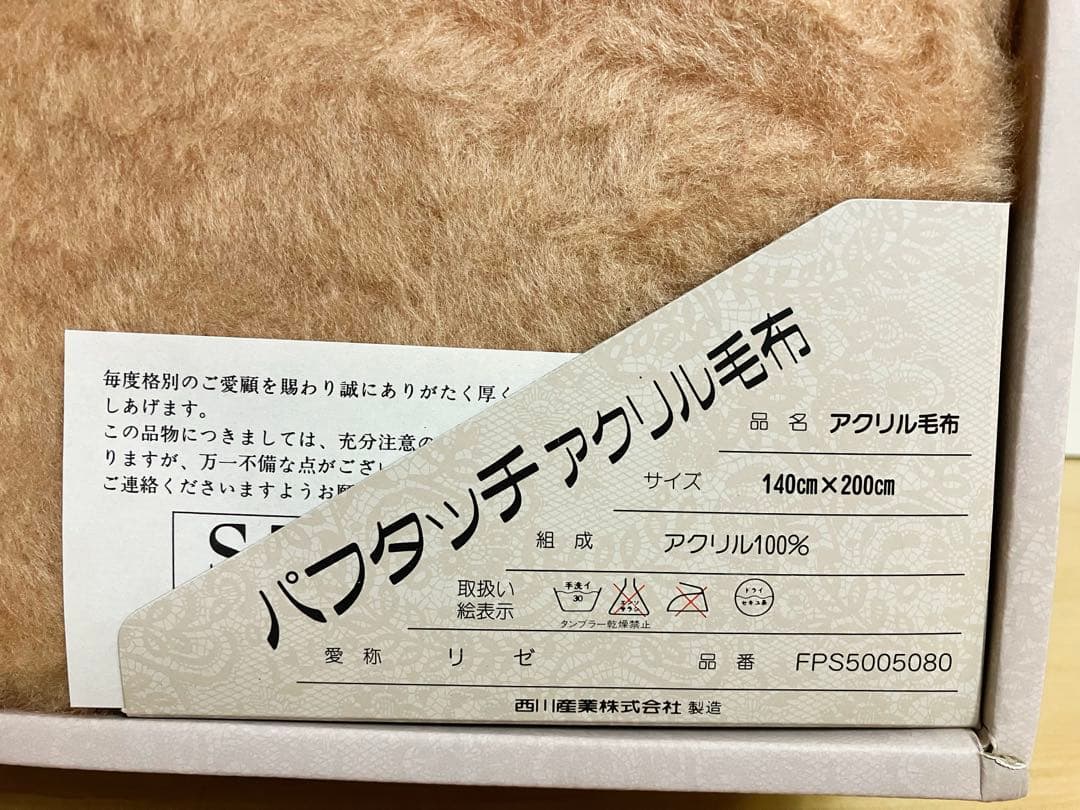 毎度格別のご愛顧を賜わり誠にありがたく厚く
しあげます。
この品物につきましては、充分注意の
りますが、万一不備な点がござい
ご連絡くださいますようお願
パフタッチアクリル毛布
品名 アクリル毛布
サイズ 140cm×200cm
組成 アクリル100%
取扱い
絵表示
手洗イ
30
エンソ
サラシ
ドライ
セキユ系
タンブラー乾燥禁止
愛称 リゼ 品番 FPS5005080
西川産業株式会社 製造